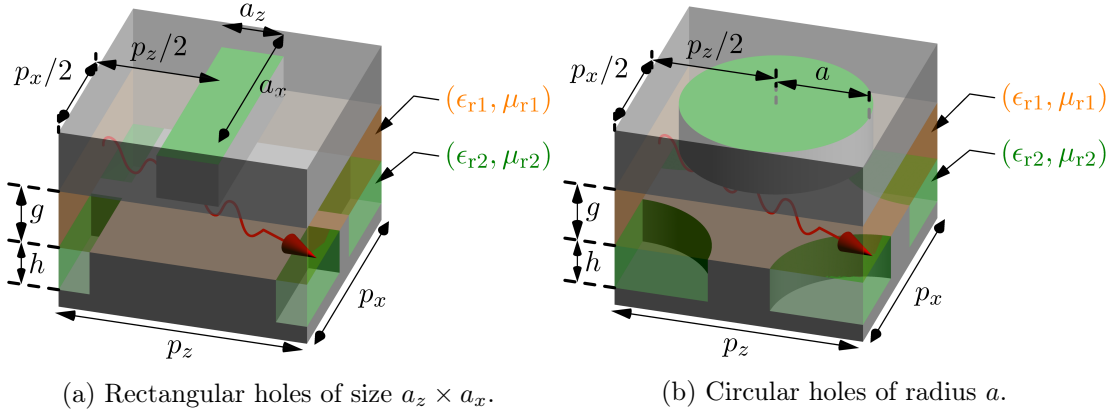 a_z
p_z/2
p_x/2
a_x
(ϵ_r1, μ_r1)
(ϵ_r2, μ_r2)
g
h
p_x
p_z
(a) Rectangular holes of size a_z × a_x.
p_z/2
a
p_x/2
(ϵ_r1, μ_r1)
(ϵ_r2, μ_r2)
g
h
p_x
p_z
(b) Circular holes of radius a.